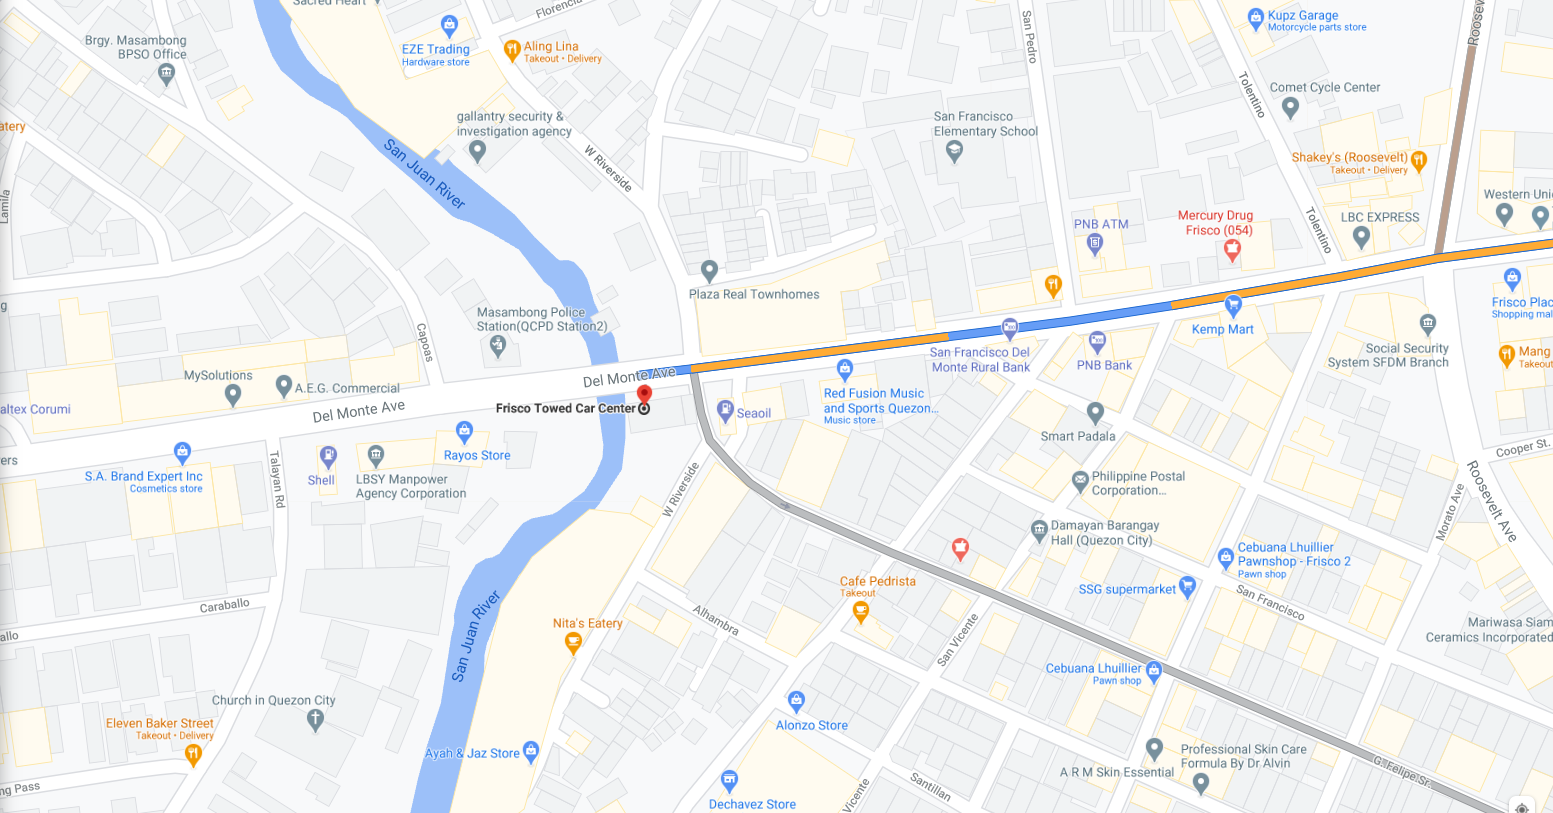 Sacred Heart
Florencia
San Pedro
Roosev
Kupz Garage
Motorcycle parts store
Brgy. Masambong
BPSO Office
EZE Trading
Hardware store
Aling Lina
Takeout • Delivery
Tolentino
Comet Cycle Center
atery
gallantry security &
investigation agency
San Francisco
Elementary School
San Juan River
W Riverside
Shakey's (Roosevelt)
Takeout • Delivery
Lamila
Western Unio
Mercury Drug
Frisco (054)
PNB ATM
LBC EXPRESS
Tolentino
Plaza Real Townhomes
ng
Masambong Police
Station(QCPD Station2)
Capoas
Frisco Plac
Shopping mal
Kemp Mart
San Francisco Del
Monte Rural Bank
PNB Bank
Social Security
System SFDM Branch
Mang
Takeout
MySolutions
A.E.G. Commercial
Del Monte Ave
Del Monte Ave
altex Corumi
Frisco Towed Car Center
Seaoil
Red Fusion Music
and Sports Quezon...
Music store
Smart Padala
ers
Rayos Store
Cooper St.
S.A. Brand Expert Inc
Cosmetics store
Talayan Rd
Shell
LBSY Manpower
Agency Corporation
W Riverside
Philippine Postal
Corporation...
Morato Ave
Roosevelt Ave
Damayan Barangay
Hall (Quezon City)
Cebuana Lhuillier
Pawnshop - Frisco 2
Pawn shop
Cafe Pedrista
Takeout
SSG supermarket
San Francisco
Caraballo
allo
San Juan River
Nita's Eatery
Alhambra
San Vicente
Mariwasa Siam
Ceramics Incorporated
Cebuana Lhuillier
Pawn shop
Church in Quezon City
Eleven Baker Street
Takeout • Delivery
Alonzo Store
Ayah & Jaz Store
Professional Skin Care
Formula By Dr Alvin
A R M Skin Essential
G. Felipe Sr.
ng Pass
Santillan
Vicente
Dechavez Store